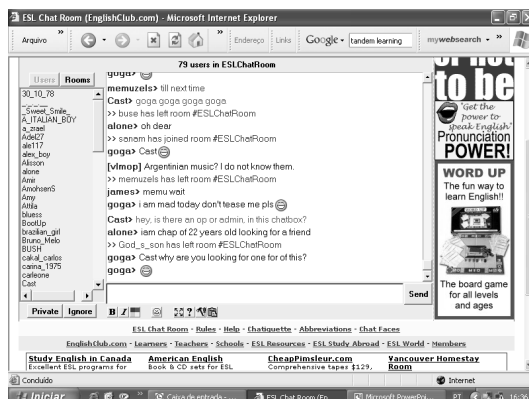 ESL Chat Room (EnglishClub.com) - Microsoft Internet Explorer
Arquivo
Endereço
Links
Google
tandem learning
mywebsearch
79 users in ESLChatRoom
Users
Rooms
30_10_78
_Sweet_Smile_
A_ITALIAN_BOY
a_zrael
Adel27
ale117
alex_boy
Alisson
alone
Amir
AmohsenS
Amy
Attila
bluess
BootUp
brazilian_girl
Bruno_Melo
BUSH
cakal_carlos
carina_1975
carleone
Cast
goga>
memuzels> till next time
Cast> goga goga goga goga
>> buse has left room #ESLChatRoom
alone> oh dear
>> sanam has joined room #ESLChatRoom
goga> Cast
[vlmop] Argentinian music? I do not know them.
>> memuzels has left room #ESLChatRoom
james> memu wait
goga> i am mad today don't tease me pls
Cast> hey, is there an op or admin, in this chatbox?
alone> iam chap of 22 years old looking for a friend
>> God_s_son has left room #ESLChatRoom
goga> Cast why are you looking for one for of this?
goga>
Send
Private
Ignore
B I
ESL Chat Room - Rules - Help - Chatiquette - Abbreviations - Chat Faces
EnglishClub.com - Learners - Teachers - Schools - ESL Resources - ESL Study Abroad - ESL World - Members
Study English in Canada
Excellent ESL programs for
American English
Book & CD sets for ESL
CheapPimsleur.com
Comprehensive tapes $129,
Vancouver Homestay
Room
or not
to be
"Get the
power to
speak English"
Pronunciation
POWER!
WORD UP
The fun way to
learn English!!
The board game
for all levels
and ages
Concluído
Internet
Iniciar
Caixa de entrada - ...
ESL Chat Room (En...
Microsoft PowerPoi...
PT
16:36